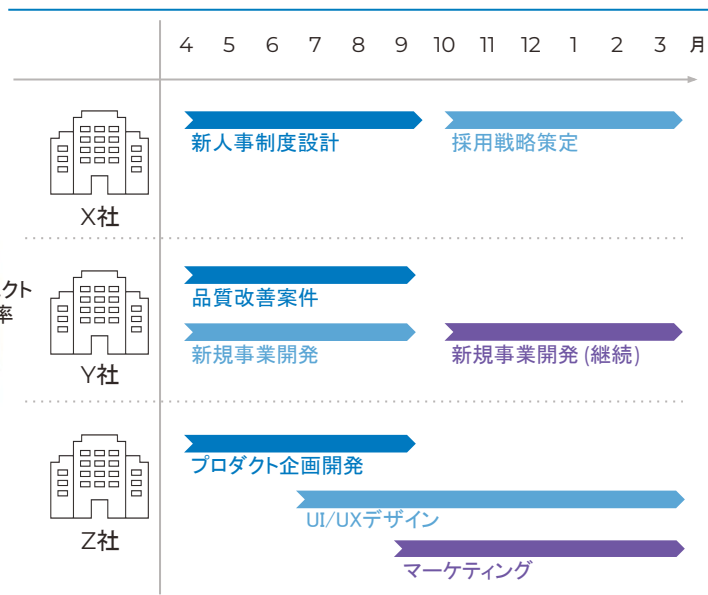 4 5 6 7 8 9 10 11 12 1 2 3 月
新人事制度設計 採用戦略策定
X社
品質改善案件
クト
率
新規事業開発 新規事業開発 (継続)
Y社
プロダクト企画開発
UI/UXデザイン
Z社
マーケティング